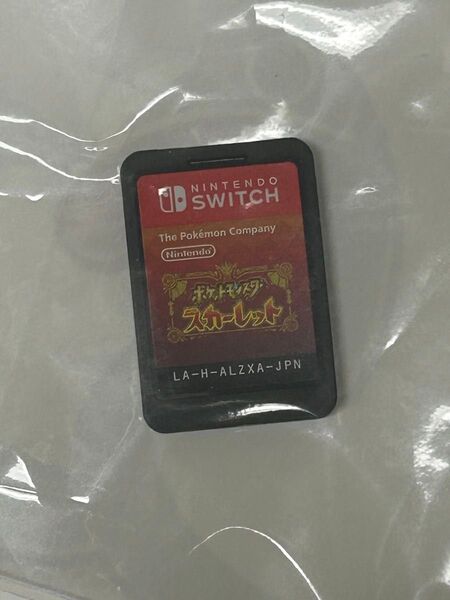 NINTENDO
SWITCH
The Pokémon Company
Nintendo
ポケットモンスター
スカーレット
LA-H-ALZXA-JPN